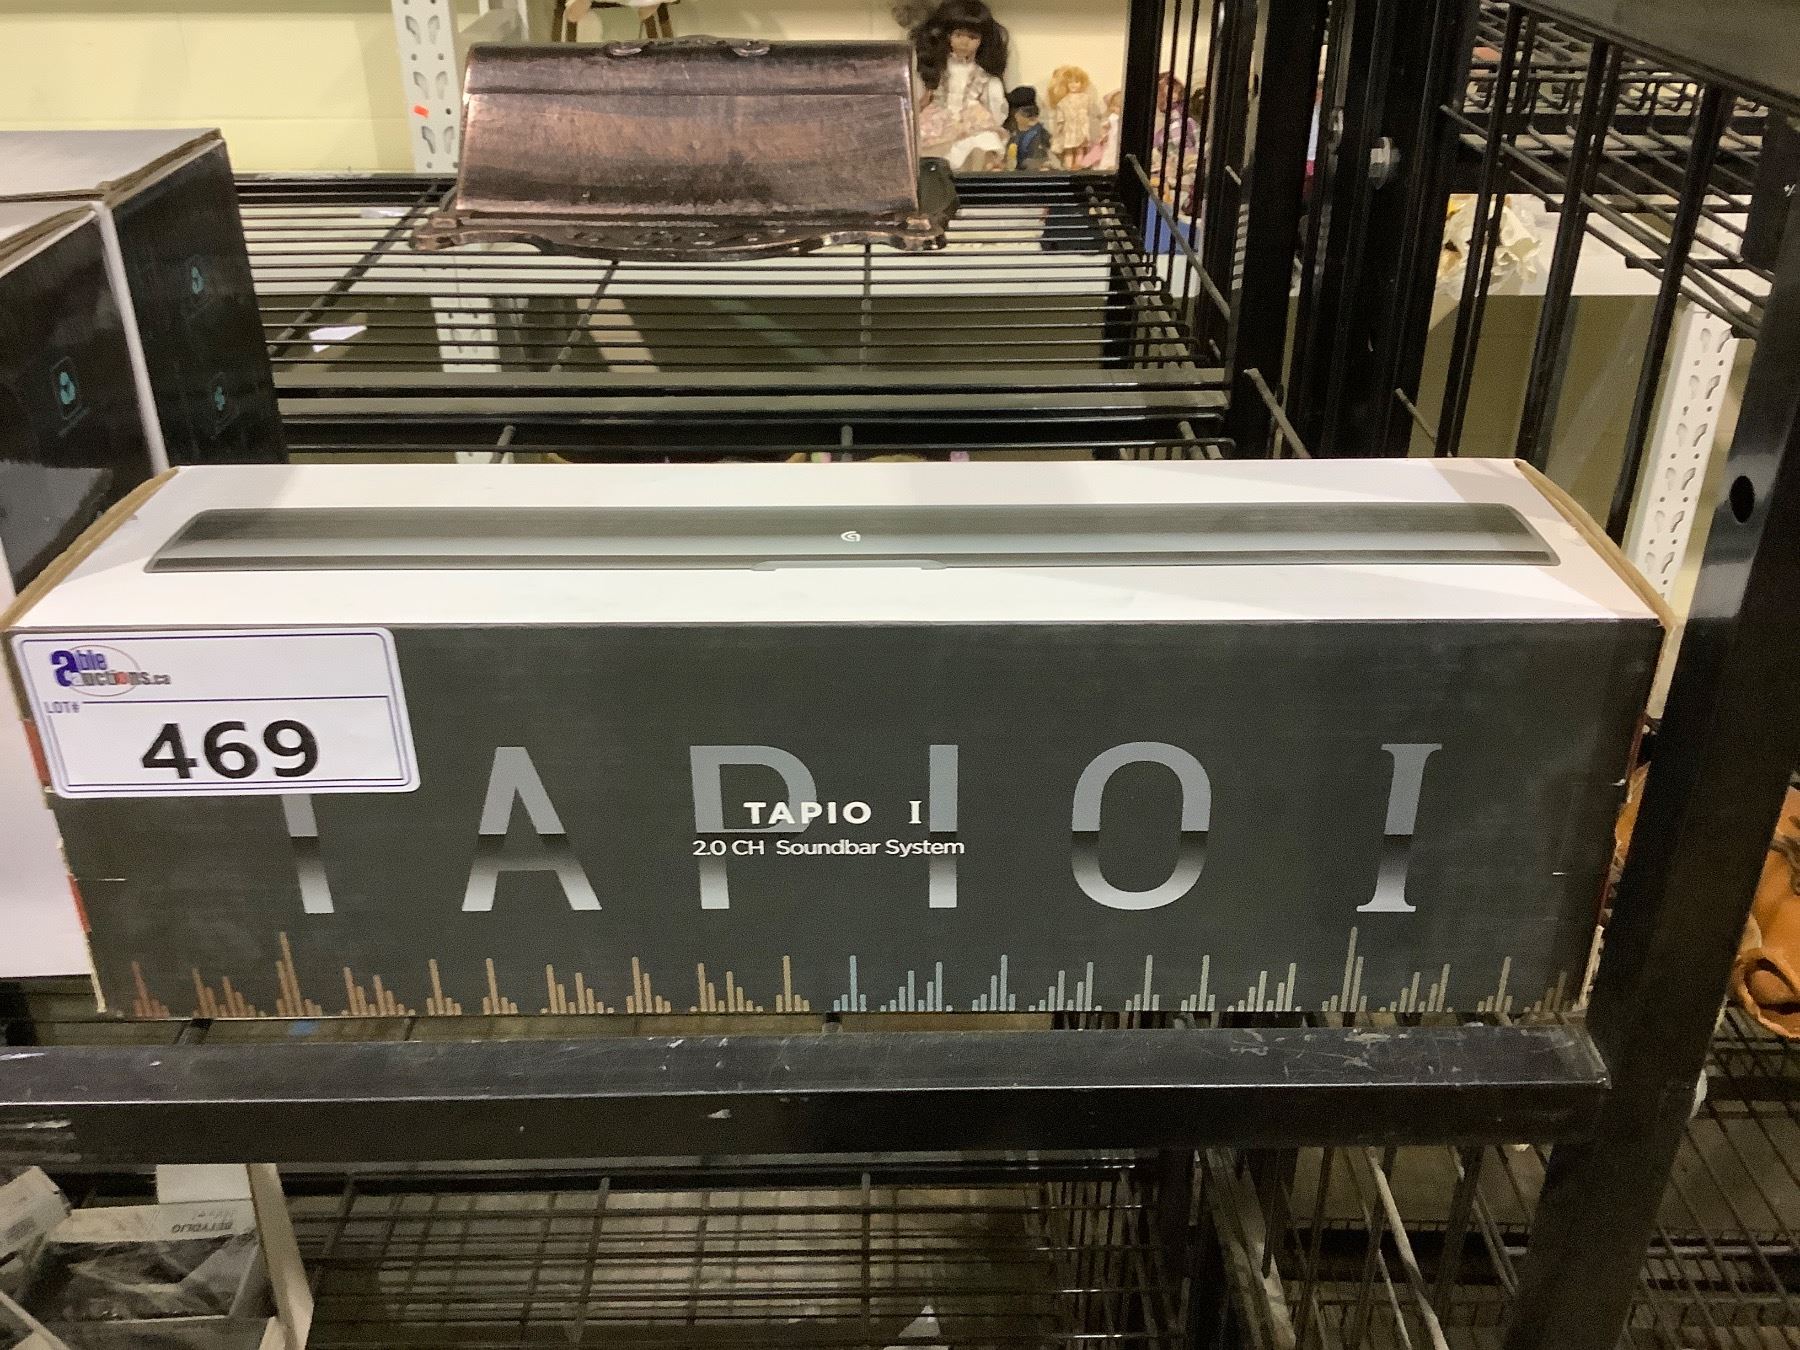 able
auctions.ca
LOT#
469
TAPIO I
TAPIO I
2.0 CH Soundbar System